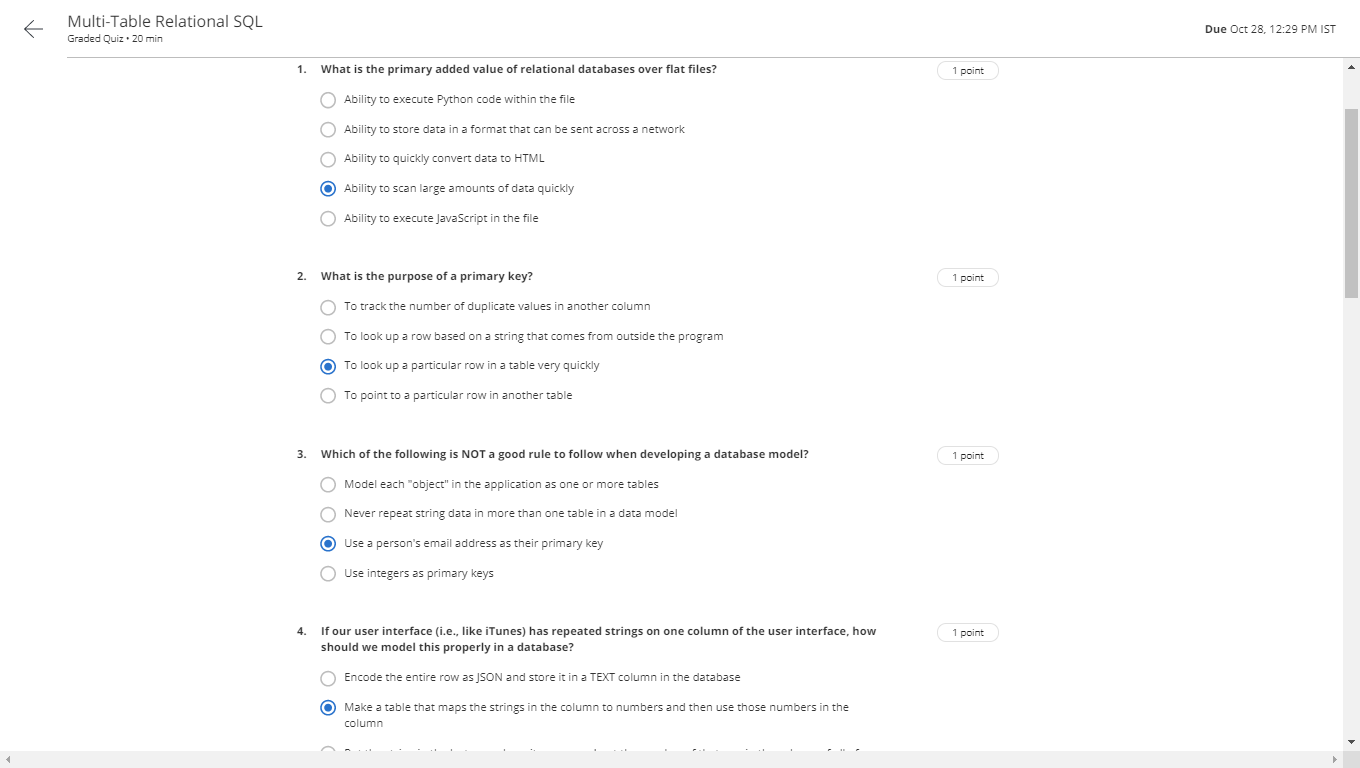 Multi-Table Relational SQL
Graded Quiz • 20 min
Due Oct 28, 12:29 PM IST
1. What is the primary added value of relational databases over flat files?
1 point
Ability to execute Python code within the file
Ability to store data in a format that can be sent across a network
Ability to quickly convert data to HTML
Ability to scan large amounts of data quickly
Ability to execute JavaScript in the file
2. What is the purpose of a primary key?
1 point
To track the number of duplicate values in another column
To look up a row based on a string that comes from outside the program
To look up a particular row in a table very quickly
To point to a particular row in another table
3. Which of the following is NOT a good rule to follow when developing a database model?
1 point
Model each "object" in the application as one or more tables
Never repeat string data in more than one table in a data model
Use a person's email address as their primary key
Use integers as primary keys
4. If our user interface (i.e., like iTunes) has repeated strings on one column of the user interface, how
should we model this properly in a database?
1 point
Encode the entire row as JSON and store it in a TEXT column in the database
Make a table that maps the strings in the column to numbers and then use those numbers in the
column